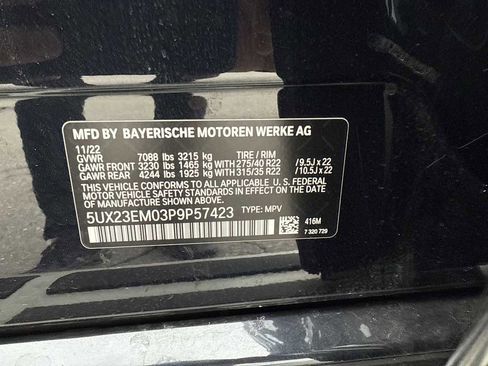 MFD BY BAYERISCHE MOTOREN WERKE AG
11/22
GVWR 7088 lbs 3215 kg TIRE / RIM
GAWR FRONT 3230 lbs 1465 kg WITH 275/40 R22 / 9.5J x 22
GAWR REAR 4244 lbs 1925 kg WITH 315/35 R22 / 10.5J x 22
THIS VEHICLE CONFORMS TO ALL APPLICABLE U. S. FEDERAL
MOTOR VEHICLE SAFETY STANDARDS IN EFFECT ON THE DATE
OF MANUFACTURE SHOWN ABOVE.
5UX23EM03P9P57423 TYPE: MPV
416M
7 320 729